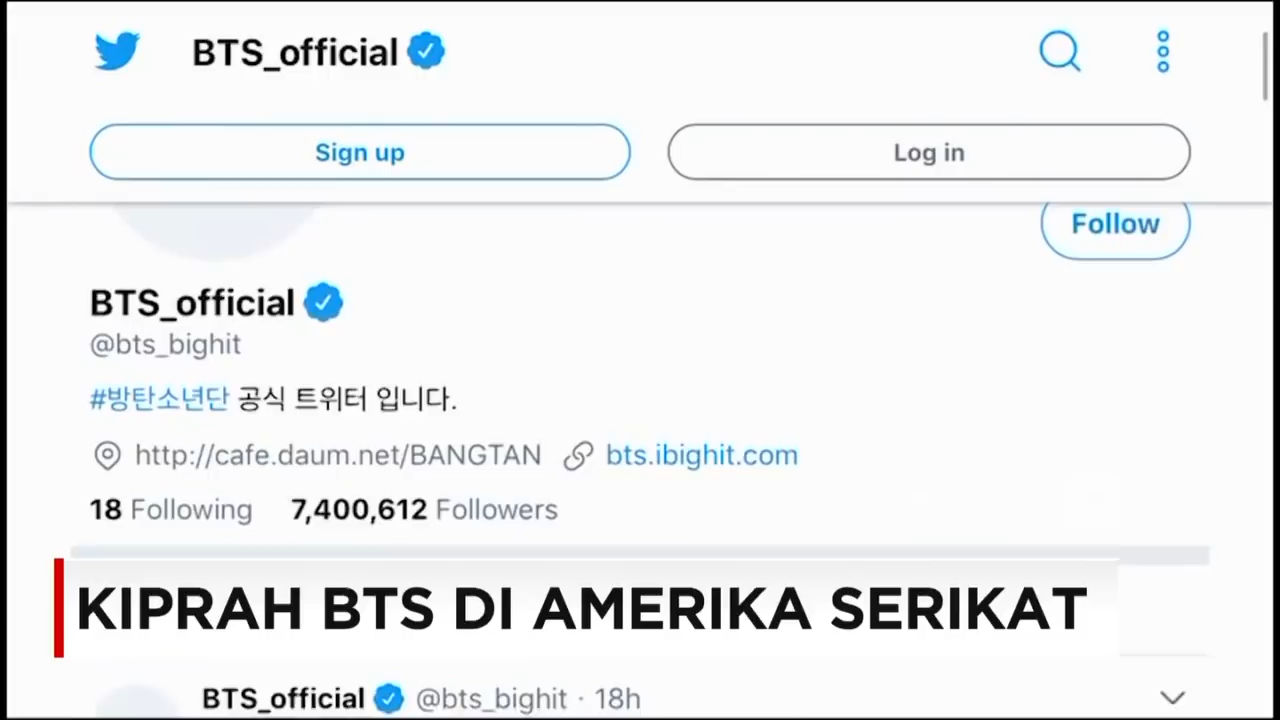 BTS_official
Sign up
Log in
Follow
BTS_official
@bts_bighit
#방탄소년단 공식 트위터 입니다.
http://cafe.daum.net/BANGTAN bts.ibighit.com
18 Following 7,400,612 Followers
KIPRAH BTS DI AMERIKA SERIKAT
BTS_official @bts_bighit · 18h